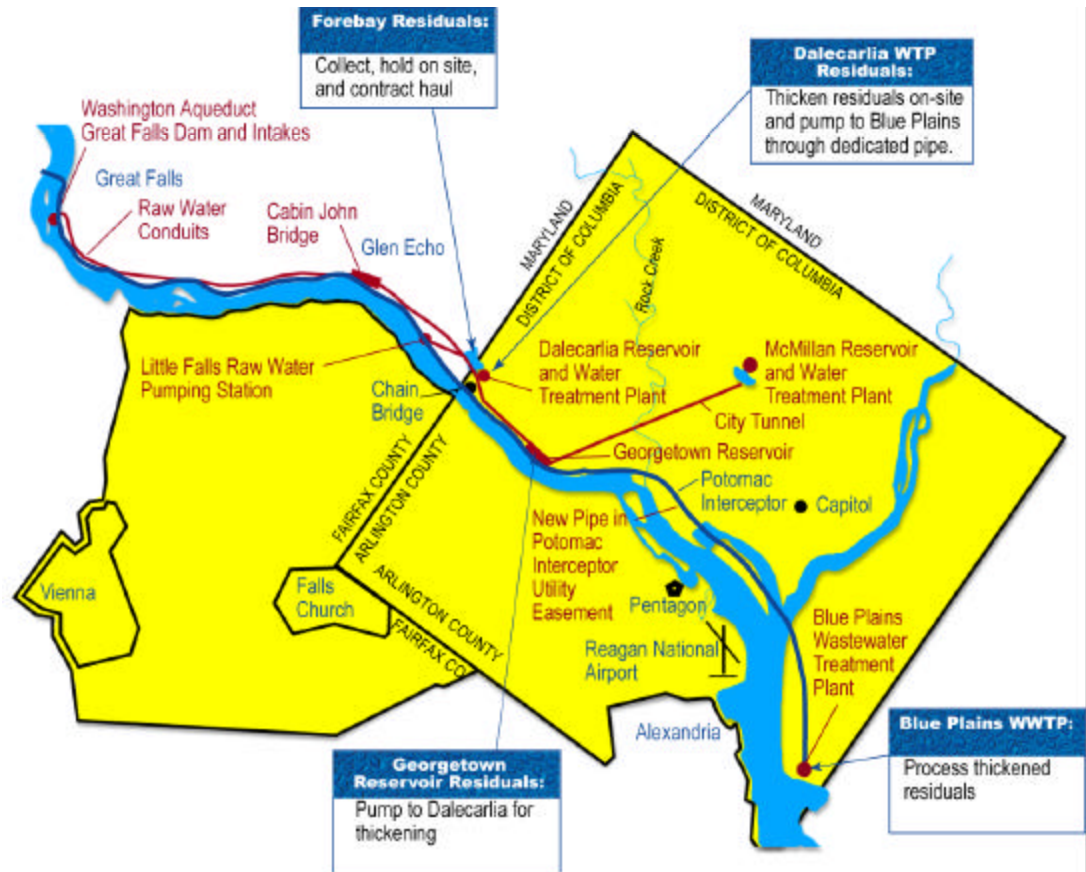 Forebay Residuals:
Collect, hold on site,
and contract haul
Dalecarlia WTP
Residuals:
Thicken residuals on-site
and pump to Blue Plains
through dedicated pipe.
Washington Aqueduct
Great Falls Dam and Intakes
Great Falls
Raw Water
Conduits
Cabin John
Bridge
Glen Echo
MARYLAND
DISTRICT OF COLUMBIA
MARYLAND
DISTRICT OF COLUMBIA
Rock Creek
Little Falls Raw Water
Pumping Station
Chain
Bridge
Dalecarlia Reservoir
and Water
Treatment Plant
McMillan Reservoir
and Water
Treatment Plant
City Tunnel
Georgetown Reservoir
FAIRFAX COUNTY
ARLINGTON COUNTY
Potomac
Interceptor
Capitol
New Pipe in
Potomac
Interceptor
Utility
Easement
Vienna
Falls
Church
ARLINGTON COUNTY
FAIRFAX CO
Pentagon
Reagan National
Airport
Blue Plains
Wastewater
Treatment
Plant
Alexandria
Georgetown
Reservoir Residuals:
Pump to Dalecarlia for
thickening
Blue Plains WWTP:
Process thickened
residuals